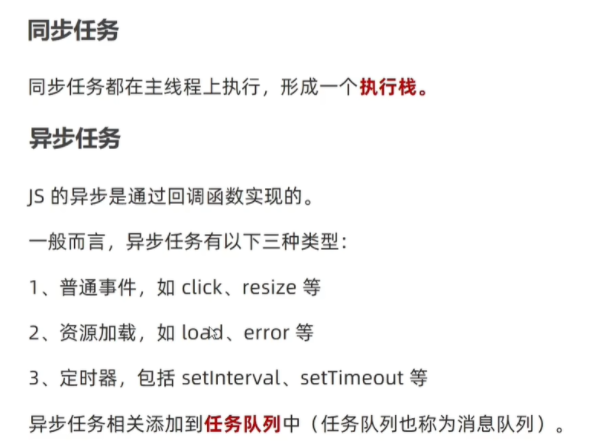 同步任务
同步任务都在主线程上执行，形成一个执行栈。
异步任务
JS 的异步是通过回调函数实现的。
一般而言，异步任务有以下三种类型：
1、普通事件，如 click、resize 等
2、资源加载，如 load、error 等
3、定时器，包括 setInterval、setTimeout 等
异步任务相关添加到任务队列中（任务队列也称为消息队列）。